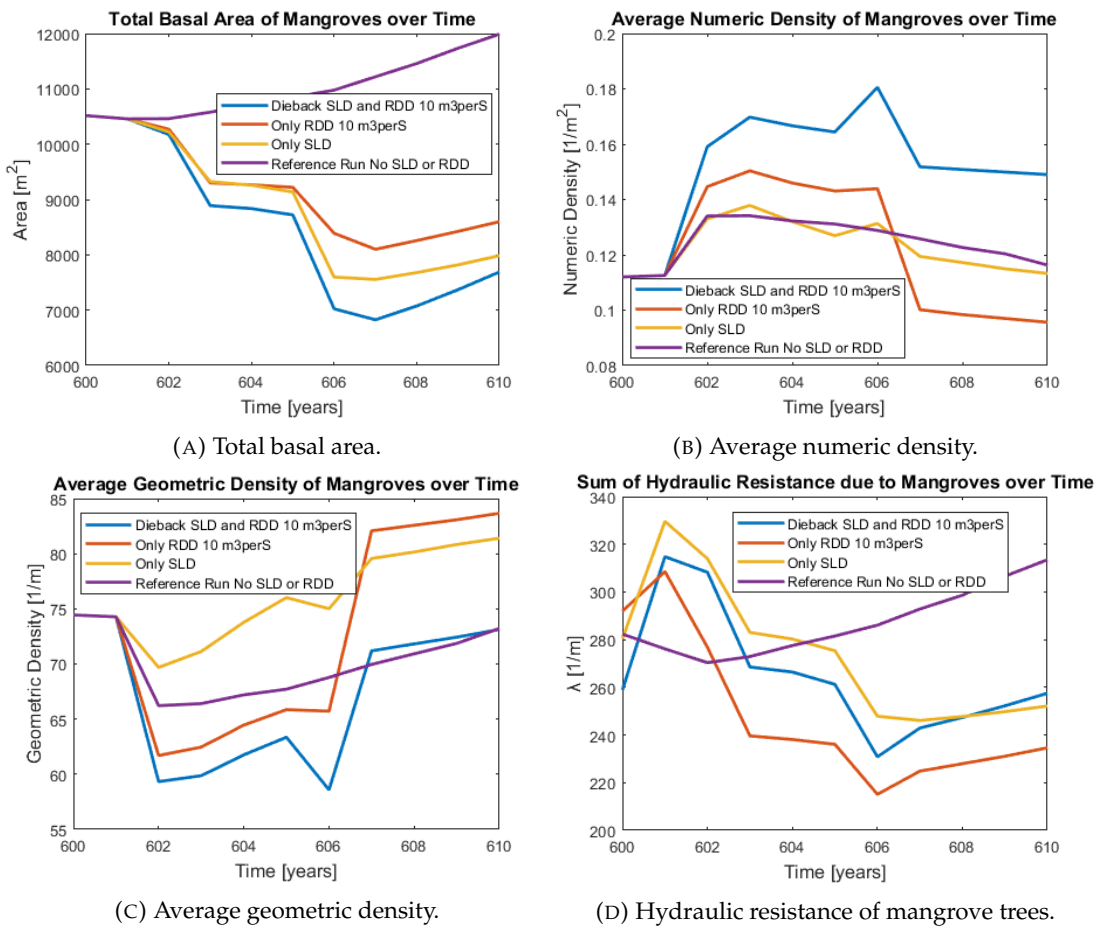 Total Basal Area of Mangroves over Time
12000
11000
10000
9000
8000
7000
6000
Area [m²]
Dieback SLD and RDD 10 m3perS
Only RDD 10 m3perS
Only SLD
Reference Run No SLD or RDD
600 602 604 606 608 610
Time [years]
(A) Total basal area.
Average Numeric Density of Mangroves over Time
0.2
0.18
0.16
0.14
0.12
0.1
0.08
Numeric Density [1/m²]
Dieback SLD and RDD 10 m3perS
Only RDD 10 m3perS
Only SLD
Reference Run No SLD or RDD
600 602 604 606 608 610
Time [years]
(B) Average numeric density.
Average Geometric Density of Mangroves over Time
85
80
75
70
65
60
55
Geometric Density [1/m]
Dieback SLD and RDD 10 m3perS
Only RDD 10 m3perS
Only SLD
Reference Run No SLD or RDD
600 602 604 606 608 610
Time [years]
(C) Average geometric density.
Sum of Hydraulic Resistance due to Mangroves over Time
340
320
300
280
260
240
220
200
λ [1/m]
Dieback SLD and RDD 10 m3perS
Only RDD 10 m3perS
Only SLD
Reference Run No SLD or RDD
600 602 604 606 608 610
Time [years]
(D) Hydraulic resistance of mangrove trees.